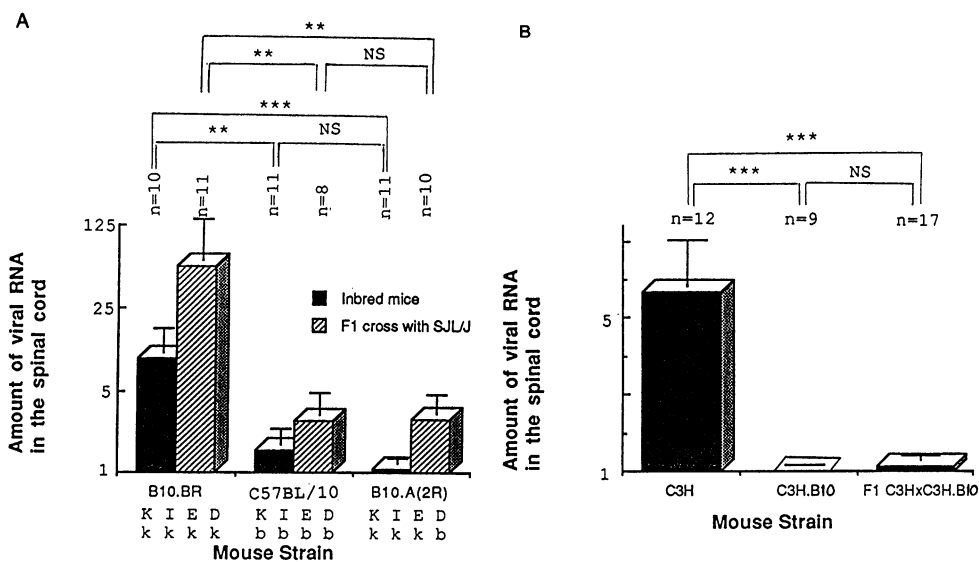 A
**
**
NS
***
**
NS
n=10
n=11
n=11
n=8
n=11
n=10
125
25
5
1
Amount of viral RNA
in the spinal cord
Inbred mice
F1 cross with SJL/J
B10.BR
C57BL/10
B10.A(2R)
K I E D K I E D K I E D
k k k k b b b b k k k b
Mouse Strain
B
***
***
NS
n=12
n=9
n=17
5
1
Amount of viral RNA
in the spinal cord
C3H
C3H.B10
F1 C3HxC3H.B10
Mouse Strain